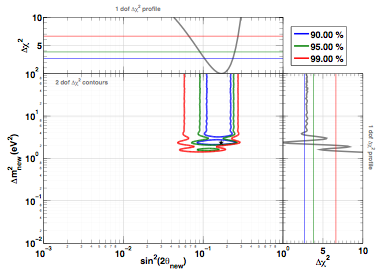 1 dof Δχ² profile
Δχ²
10
5
10²
90.00 %
95.00 %
99.00 %
2 dof Δχ² contours
Δm²new (eV²)
10
1
10⁰
10⁻¹
10⁻²
10⁻³
10⁻²
10⁻¹
10⁰
sin²(2θnew)
5
10
Δχ²
1 dof Δχ² profile